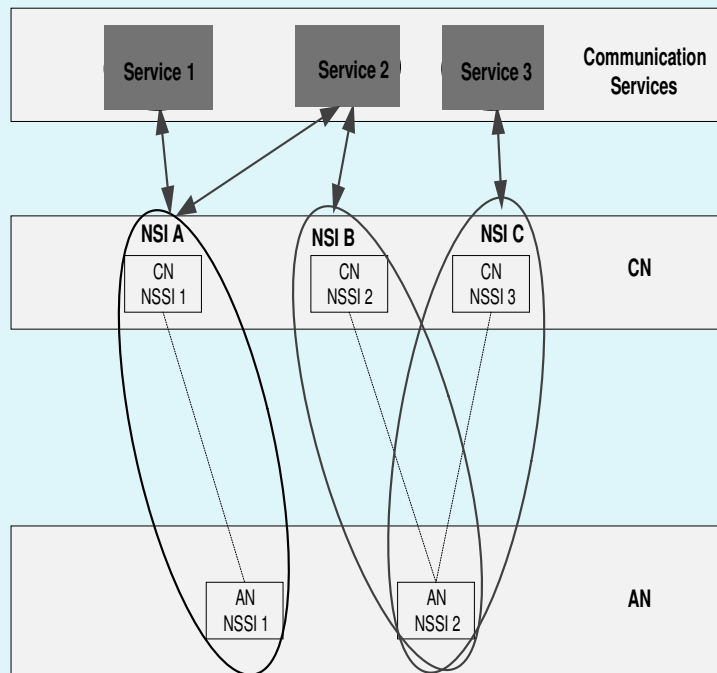 Service 1
Service 2
Service 3
Communication
Services
NSI A
NSI B
NSI C
CN
NSSI 1
CN
NSSI 2
CN
NSSI 3
CN
AN
NSSI 1
AN
NSSI 2
AN